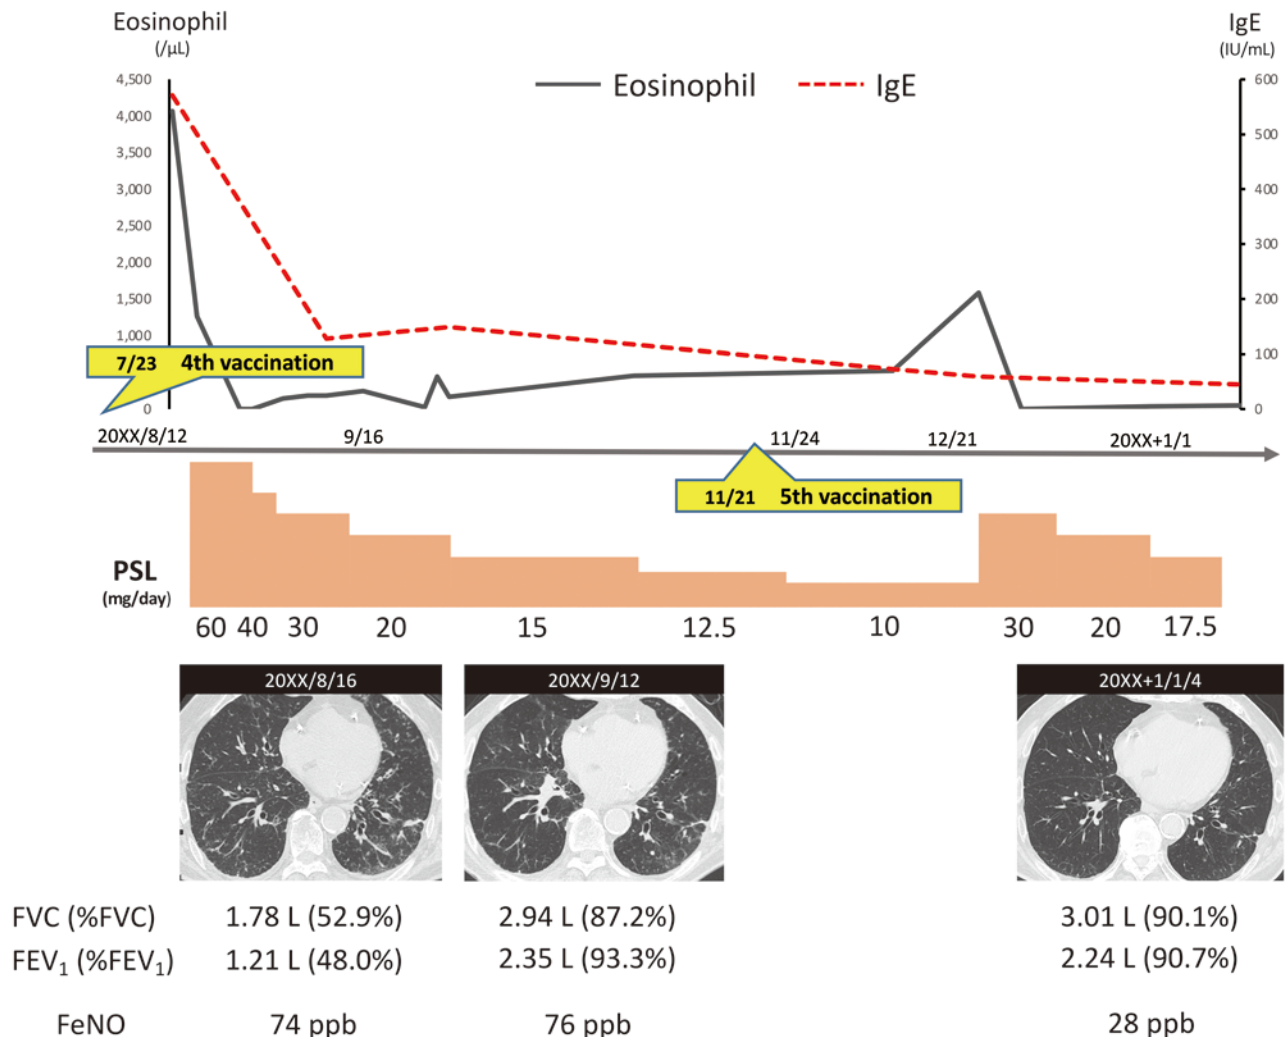 Eosinophil
(/μL)
IgE
(IU/mL)
Eosinophil
IgE
4,500
4,000
3,500
3,000
2,500
2,000
1,500
1,000
0
600
500
400
300
200
100
0
7/23 4th vaccination
20XX/8/12 9/16 11/24 12/21 20XX+1/1
11/21 5th vaccination
PSL
(mg/day)
60 40 30 20 15 12.5 10 30 20 17.5
20XX/8/16 20XX/9/12 20XX+1/1/4
FVC (%FVC) 1.78 L (52.9%) 2.94 L (87.2%) 3.01 L (90.1%)
FEV₁ (%FEV₁) 1.21 L (48.0%) 2.35 L (93.3%) 2.24 L (90.7%)
FeNO 74 ppb 76 ppb 28 ppb